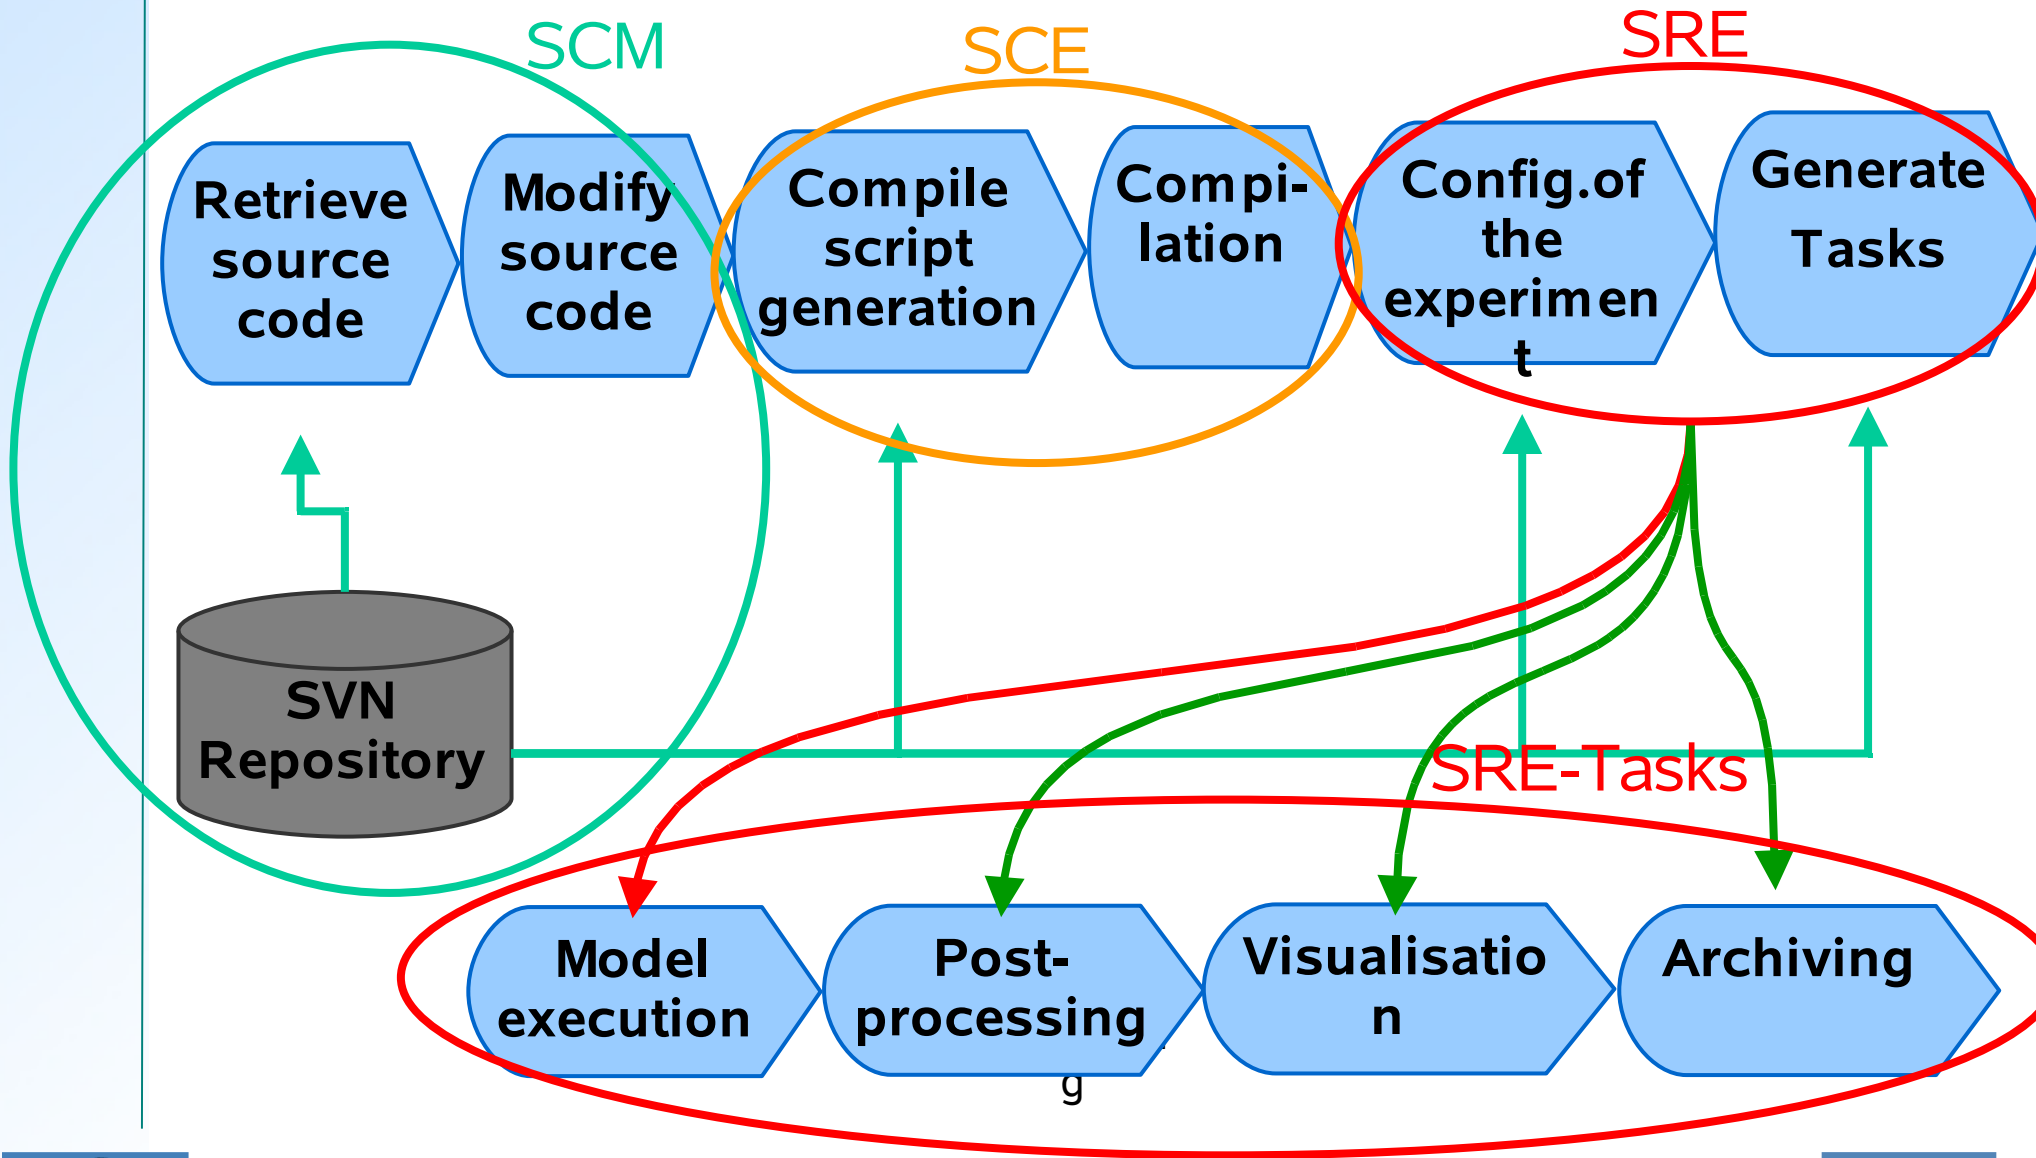 SCM
SCE
SRE
Retrieve
source
code
Modify
source
code
Compile
script
generation
Compi-
lation
Config.of
the
experimen
t
Generate
Tasks
SVN
Repository
SRE-Tasks
Model
execution
Post-
processing
g
Visualisatio
n
Archiving